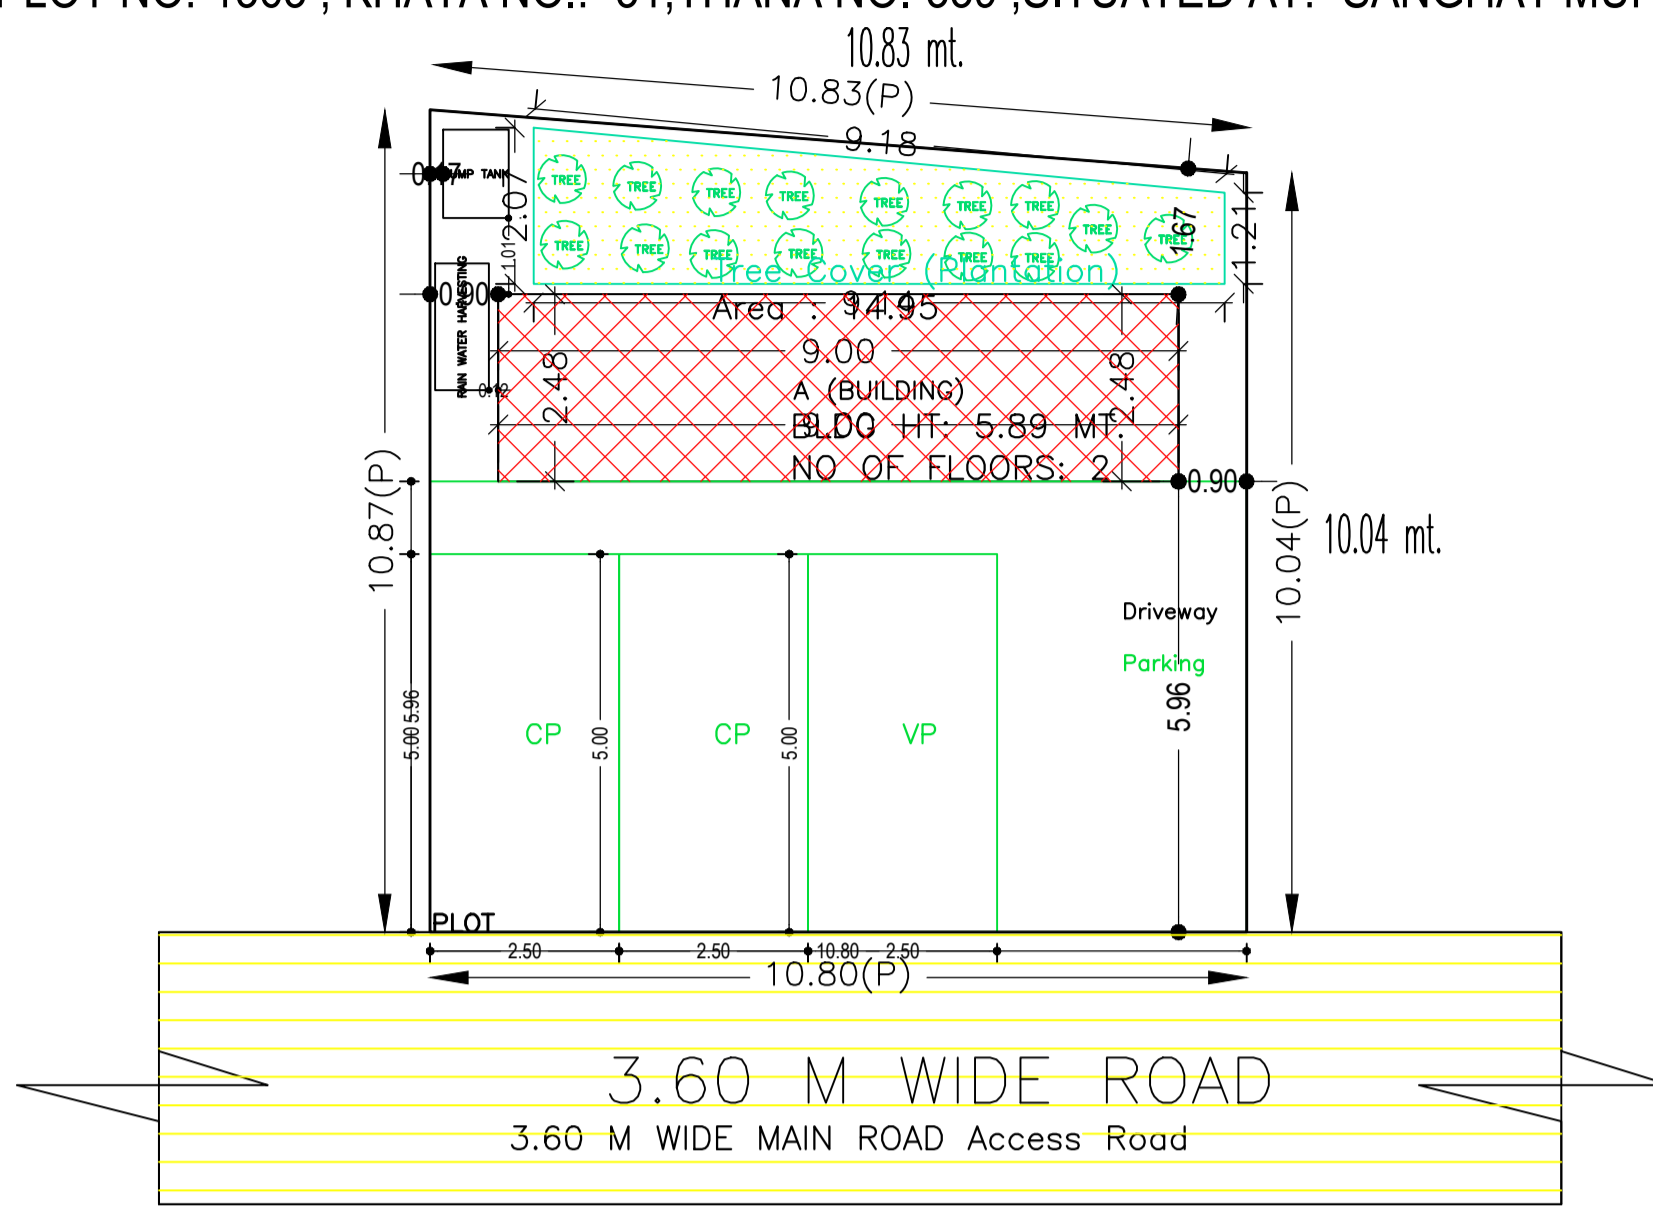 10.83 mt.
10.83(P)
9.18
0.47
TANK
2.07
TREE TREE TREE TREE TREE TREE TREE TREE TREE
TREE TREE TREE TREE TREE TREE TREE
1.67
1.21
1.01
Tree Cover (Plantation)
0.90
RAIN WATER HARVESTING
Area : 14.95
9.00
2.48
2.48
0.12
A (BUILDING)
BLDG HT: 5.89 MT.
NO OF FLOORS: 2
0.90
10.87(P)
10.04(P)
10.04 mt.
Driveway
Parking
5.96
5.00
5.96
5.00
5.00
CP
CP
VP
PLOT
2.50
2.50
10.80
2.50
10.80(P)
3.60 M WIDE ROAD
3.60 M WIDE MAIN ROAD Access Road